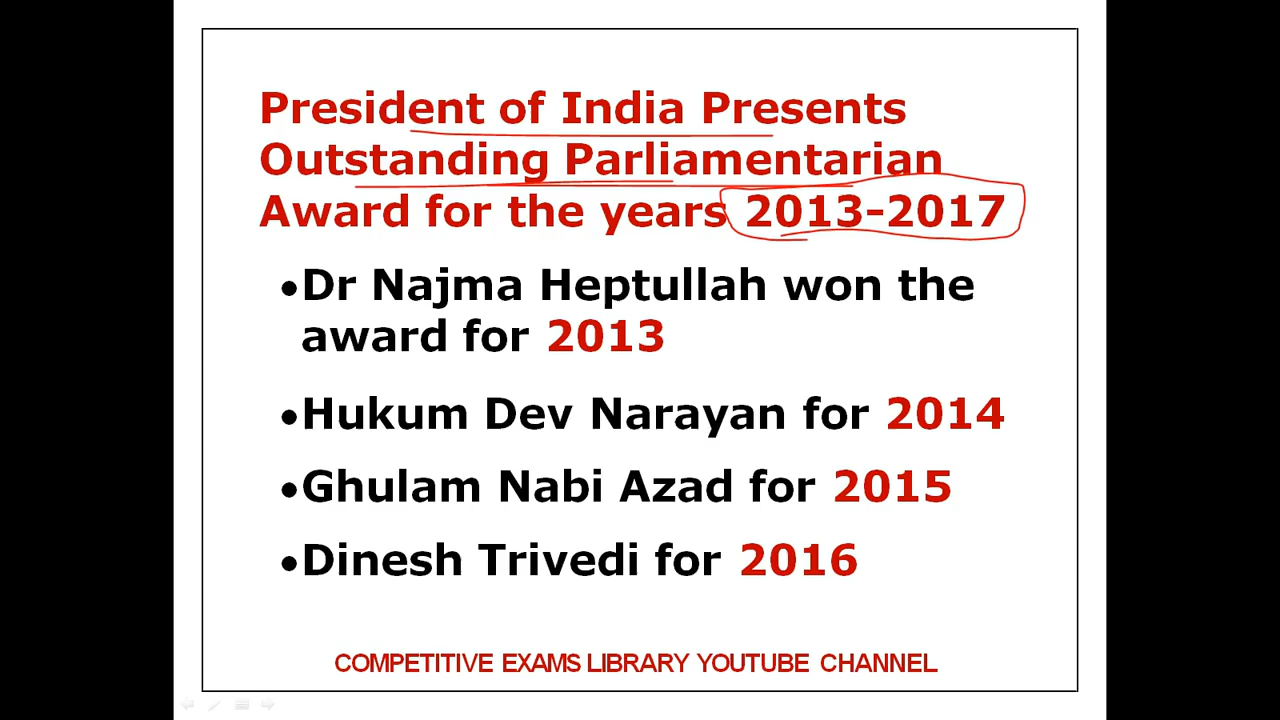 President of India Presents
Outstanding Parliamentarian
Award for the years 2013-2017
•Dr Najma Heptullah won the
award for 2013
•Hukum Dev Narayan for 2014
•Ghulam Nabi Azad for 2015
•Dinesh Trivedi for 2016
COMPETITIVE EXAMS LIBRARY YOUTUBE CHANNEL